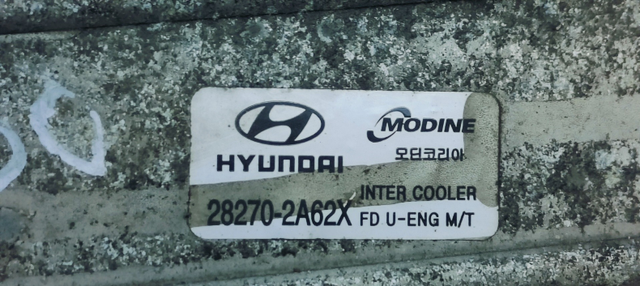 HYUNDAI
MODINE
모딘코리아
28270-2A62X
INTER COOLER
FD U-ENG M/T